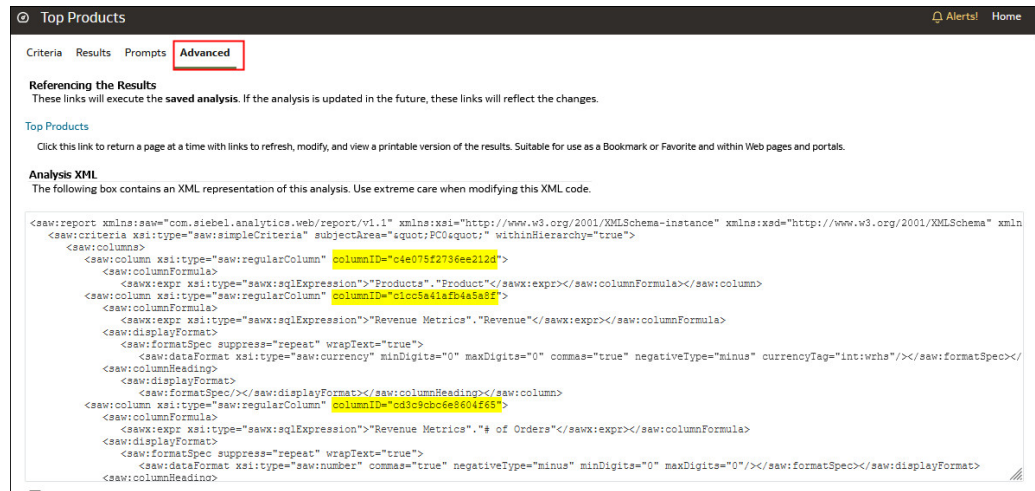 Top Products
Alerts! Home
Criteria Results Prompts Advanced
Referencing the Results
These links will execute the saved analysis. If the analysis is updated in the future, these links will reflect the changes.
Top Products
Click this link to return a page at a time with links to refresh, modify, and view a printable version of the results. Suitable for use as a Bookmark or Favorite and within Web pages and portals.
Analysis XML
The following box contains an XML representation of this analysis. Use extreme care when modifying this XML code.
<saw:report xmlns:saw="com.siebel.analytics.web/report/v1.1" xmlns:xsi="http://www.w3.org/2001/XMLSchema-instance" xmlns:xsd="http://www.w3.org/2001/XMLSchema" xmln
<saw:criteria xsi:type="saw:simpleCriteria" subjectArea="&quot;PC0&quot;" withinHierarchy="true">
<saw:columns>
<saw:column xsi:type="saw:regularColumn" columnID="c4e075f2736ee212d">
<saw:columnFormula>
<sawx:expr xsi:type="sawx:sqlExpression">"Products"."Product"</sawx:expr></saw:columnFormula></saw:column>
<saw:column xsi:type="saw:regularColumn" columnID="c1cc5a41afb4a5a8f">
<saw:columnFormula>
<sawx:expr xsi:type="sawx:sqlExpression">"Revenue Metrics"."Revenue"</sawx:expr></saw:columnFormula>
<saw:displayFormat>
<saw:formatSpec suppress="repeat" wrapText="true">
<saw:dataFormat xsi:type="saw:currency" minDigits="0" maxDigits="0" commas="true" negativeType="minus" currencyTag="int:wrhs"/></saw:formatSpec></
<saw:columnHeading>
<saw:displayFormat>
<saw:formatSpec/></saw:displayFormat></saw:columnHeading></saw:column>
<saw:column xsi:type="saw:regularColumn" columnID="cd3c9cbc6e8604f65">
<saw:columnFormula>
<sawx:expr xsi:type="sawx:sqlExpression">"Revenue Metrics"."# of Orders"</sawx:expr></saw:columnFormula>
<saw:displayFormat>
<saw:formatSpec suppress="repeat" wrapText="true">
<saw:dataFormat xsi:type="saw:number" commas="true" negativeType="minus" minDigits="0" maxDigits="0"/></saw:formatSpec></saw:displayFormat>
<saw:columnHeading>